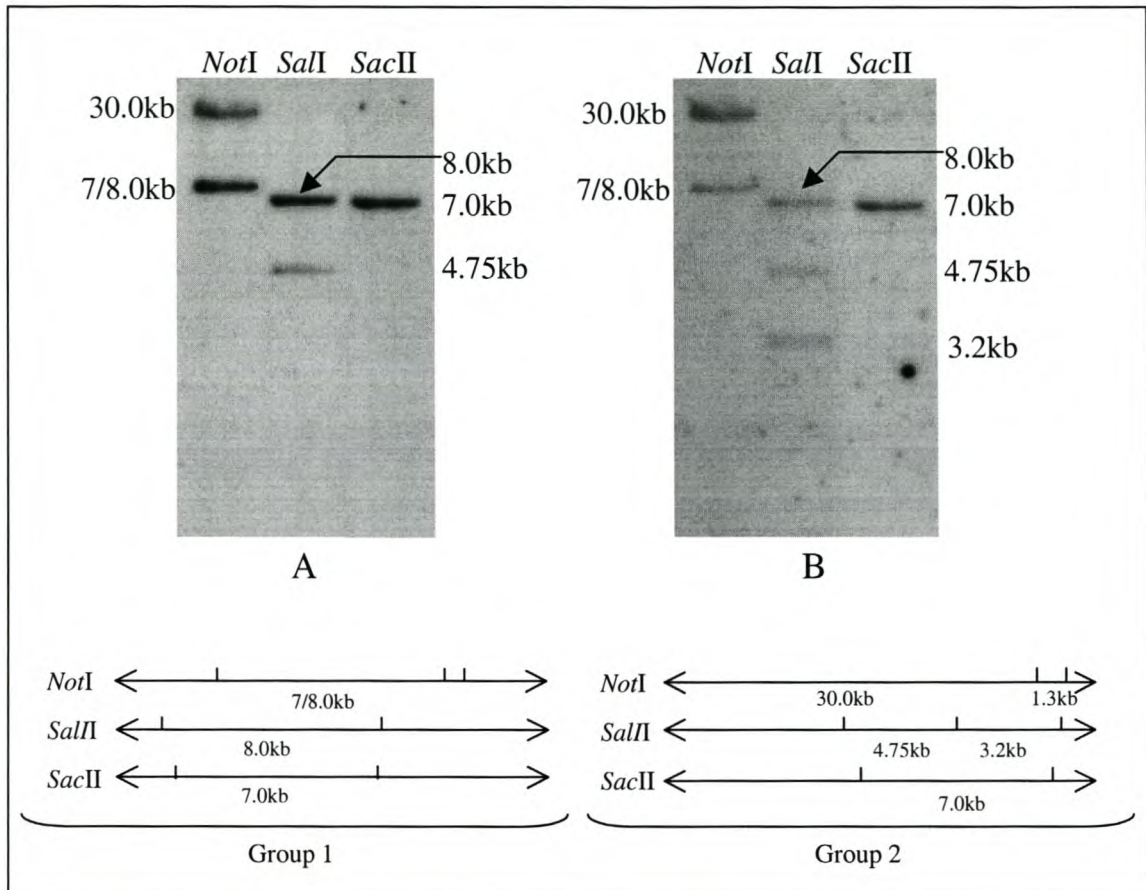 NotI SalI SacII
30.0kb
8.0kb
7/8.0kb
7.0kb
4.75kb
A
NotI SalI SacII
30.0kb
8.0kb
7/8.0kb
7.0kb
4.75kb
3.2kb
B
NotI
7/8.0kb
SalII
8.0kb
SacII
7.0kb
Group 1
NotI
30.0kb 1.3kb
SalII
4.75kb 3.2kb
SacII
7.0kb
Group 2